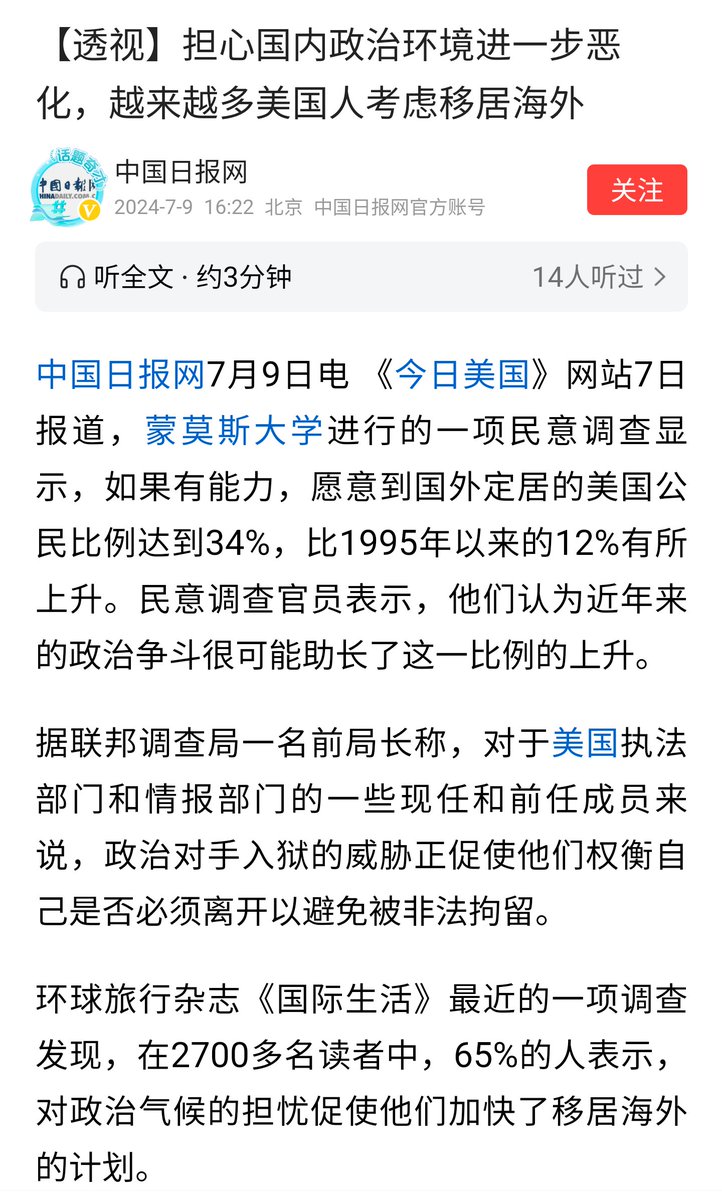 【透视】担心国内政治环境进一步恶
化，越来越多美国人考虑移居海外
话题奇才
中国日报网
HINADAILY.COM.C
V
中国日报网
2024-7-9 16:22 北京 中国日报网官方账号
关注
听全文 · 约3分钟
14人听过
中国日报网7月9日电 《今日美国》网站7日
报道，蒙莫斯大学进行的一项民意调查显
示，如果有能力，愿意到国外定居的美国公
民比例达到34%，比1995年以来的12%有所
上升。民意调查官员表示，他们认为近年来
的政治争斗很可能助长了这一比例的上升。
据联邦调查局一名前局长称，对于美国执法
部门和情报部门的一些现任和前任成员来
说，政治对手入狱的威胁正促使他们权衡自
己是否必须离开以避免被非法拘留。
环球旅行杂志《国际生活》最近的一项调查
发现，在2700多名读者中，65%的人表示，
对政治气候的担忧促使他们加快了移居海外
的计划。